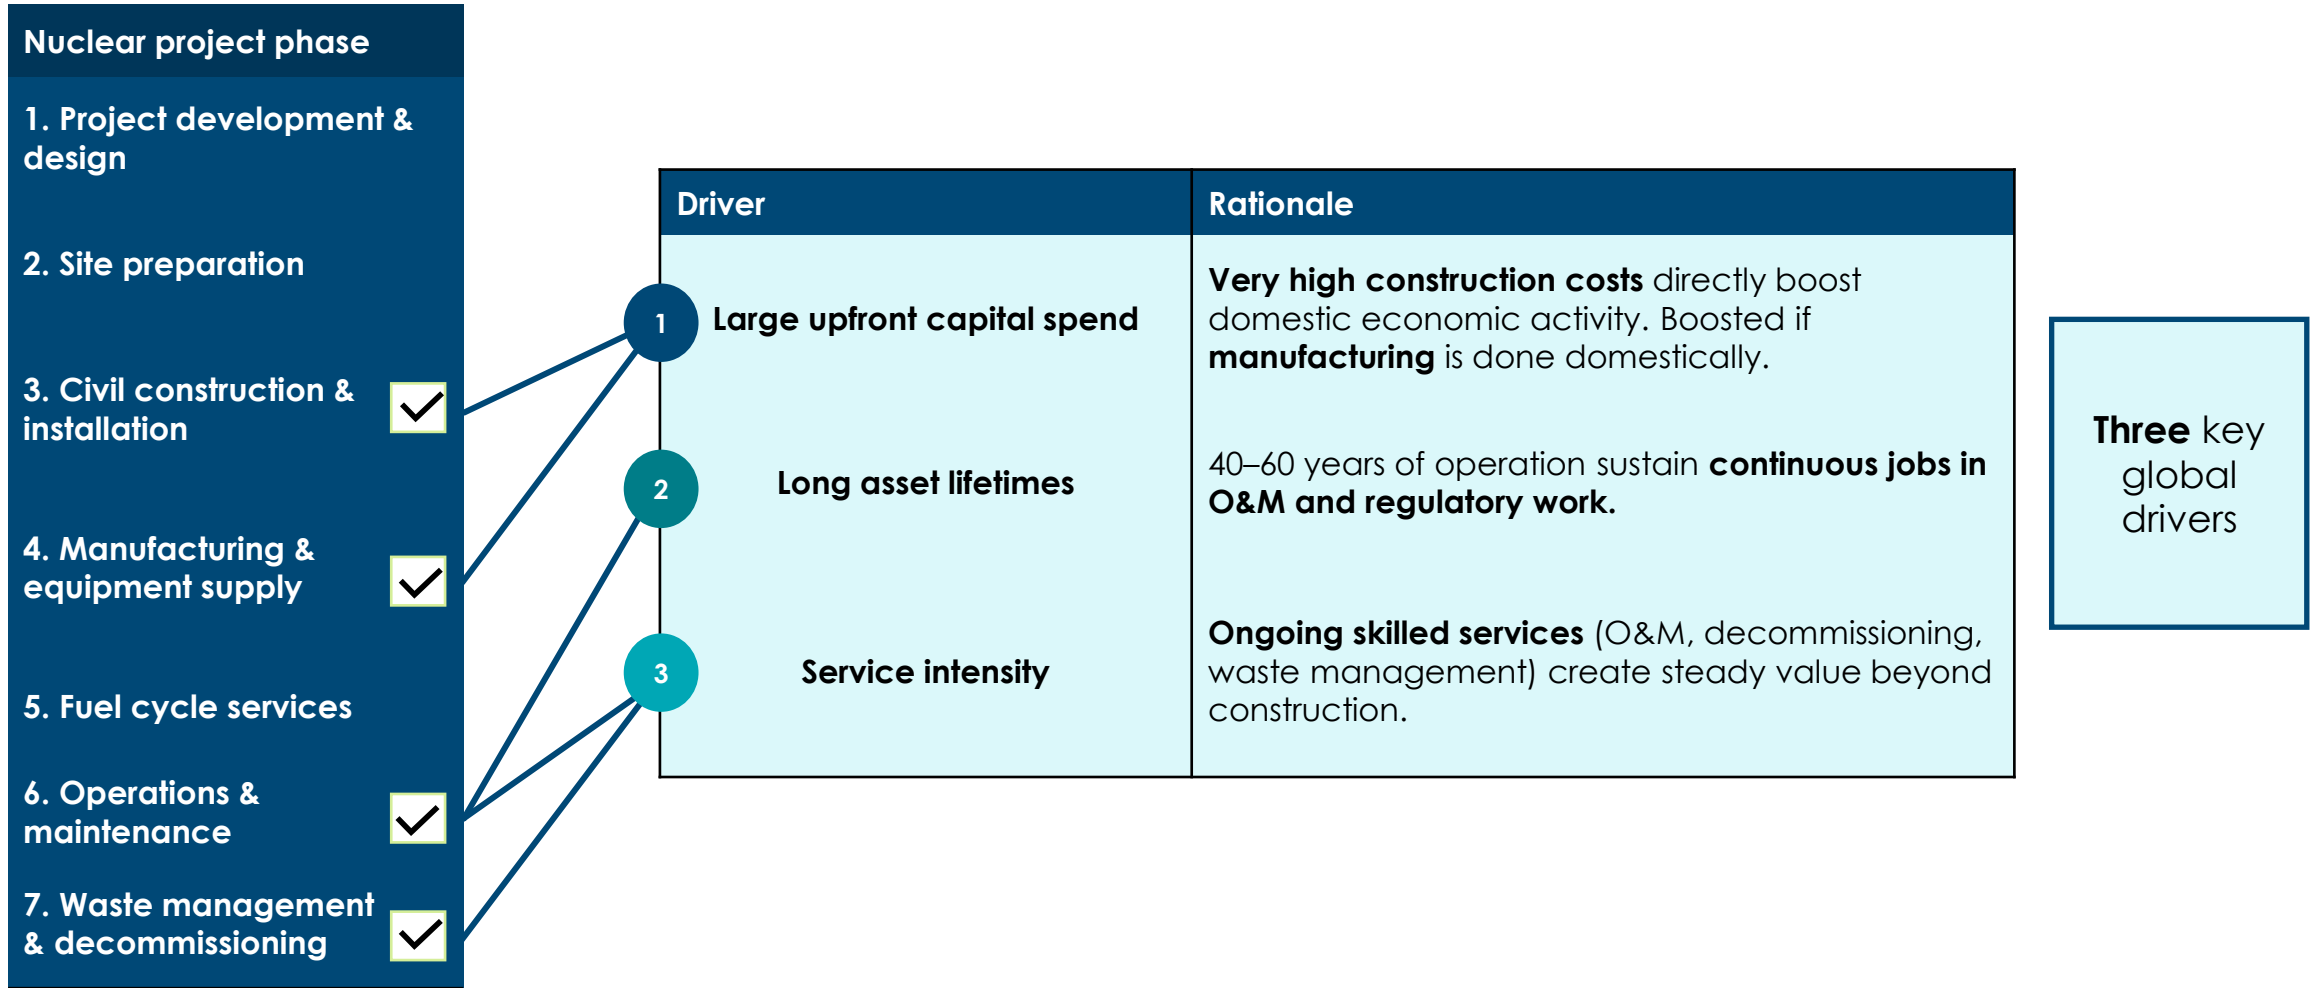 Nuclear project phase
1. Project development &
design
2. Site preparation
3. Civil construction &
installation
4. Manufacturing &
equipment supply
5. Fuel cycle services
6. Operations &
maintenance
7. Waste management
& decommissioning
Driver
Rationale
1
Large upfront capital spend
Very high construction costs directly boost
domestic economic activity. Boosted if
manufacturing is done domestically.
2
Long asset lifetimes
40–60 years of operation sustain continuous jobs in
O&M and regulatory work.
3
Service intensity
Ongoing skilled services (O&M, decommissioning,
waste management) create steady value beyond
construction.
Three key
global
drivers